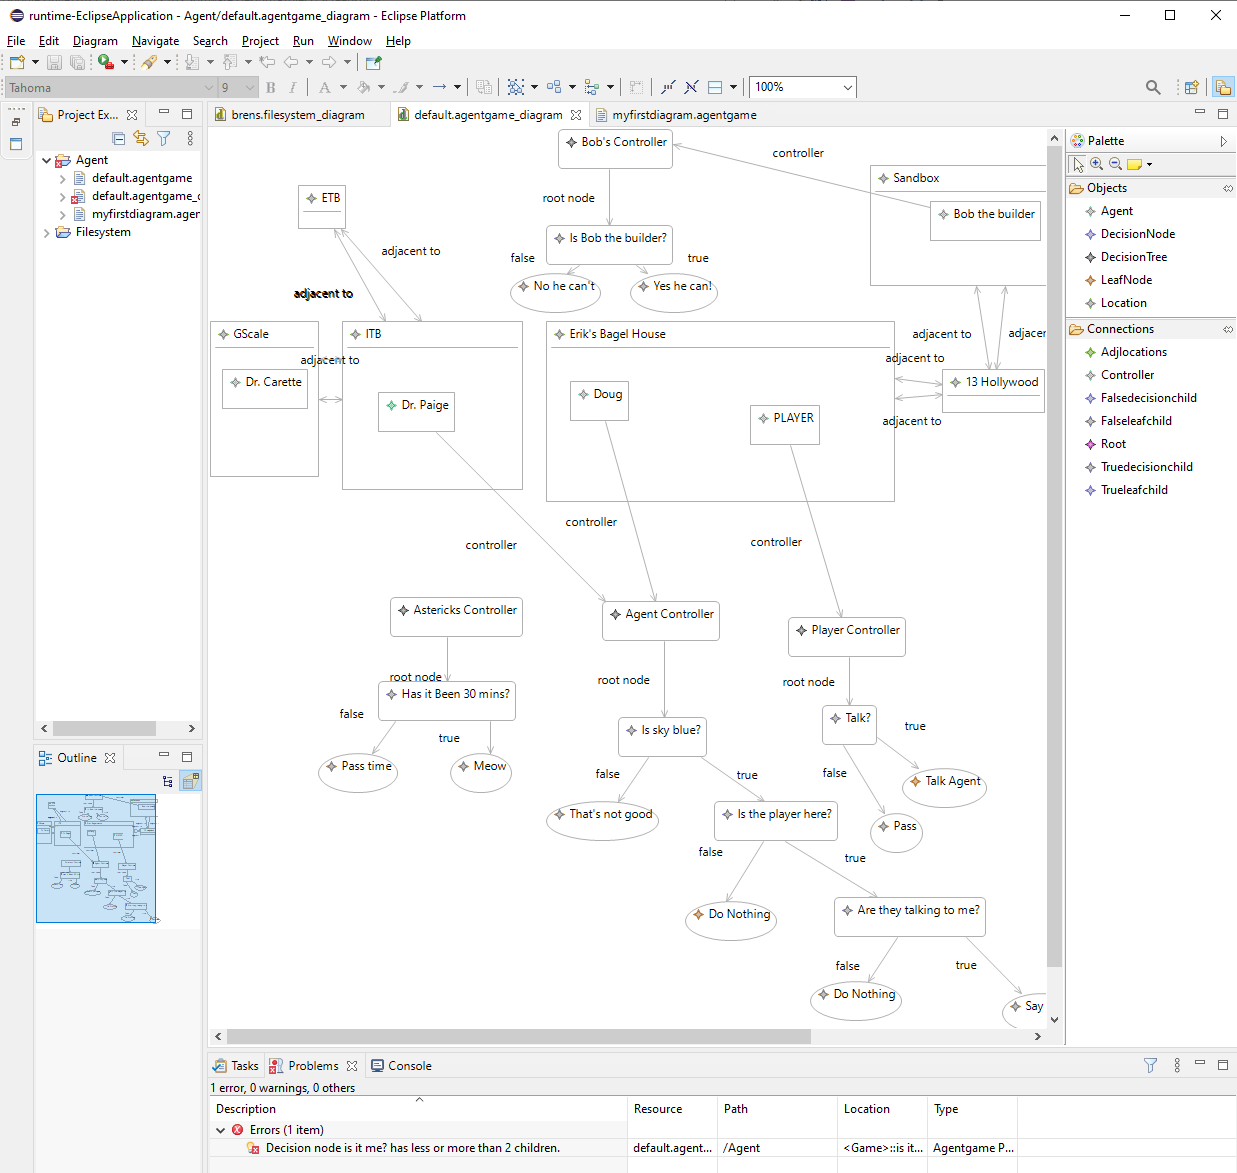 runtime-EclipseApplication - Agent/default.agentgame_diagram - Eclipse Platform
File Edit Diagram Navigate Search Project Run Window Help
Tahoma 9 B I A 100%
Project Ex...
Agent
default.agentgame
default.agentgame_
myfirstdiagram.agen
Filesystem
Outline
brens.filesystem_diagram
default.agentgame_diagram
myfirstdiagram.agentgame
Bob's Controller
controller
Sandbox
Bob the builder
ETB
root node
adjacent to
Is Bob the builder?
false
true
No he can't
Yes he can!
adjacent to
GScale
ITB
Erik's Bagel House
adjacent to
adjacen
adjacent to
adjacent to
Dr. Carette
Dr. Paige
Doug
PLAYER
13 Hollywood
adjacent to
controller
controller
controller
Astericks Controller
Agent Controller
Player Controller
root node
root node
root node
Has it Been 30 mins?
false
true
Pass time
Meow
Is sky blue?
false
true
That's not good
Is the player here?
Talk?
true
false
Talk Agent
Pass
false
true
Do Nothing
Are they talking to me?
false
true
Do Nothing
Say
Palette
Objects
Agent
DecisionNode
DecisionTree
LeafNode
Location
Connections
Adjlocations
Controller
Falsedecisionchild
Falseleafchild
Root
Truedecisionchild
Trueleafchild
Tasks Problems Console
1 error, 0 warnings, 0 others
Description Resource Path Location Type
Errors (1 item)
Decision node is it me? has less or more than 2 children. default.agent... /Agent <Game>::is it... Agentgame P...